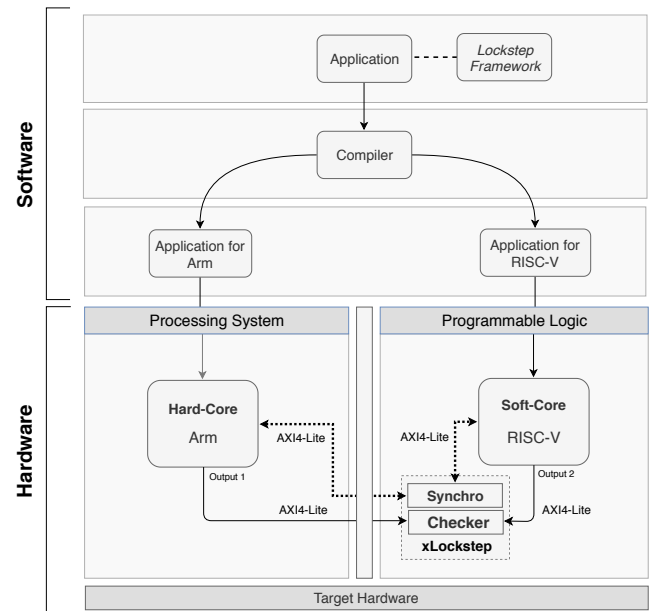 Software
Application
Lockstep
Framework
Compiler
Application for
Arm
Application for
RISC-V
Hardware
Processing System
Programmable Logic
Hard-Core
Arm
Soft-Core
RISC-V
AXI4-Lite
AXI4-Lite
Output 1
Output 2
Synchro
AXI4-Lite
Checker
AXI4-Lite
xLockstep
Target Hardware